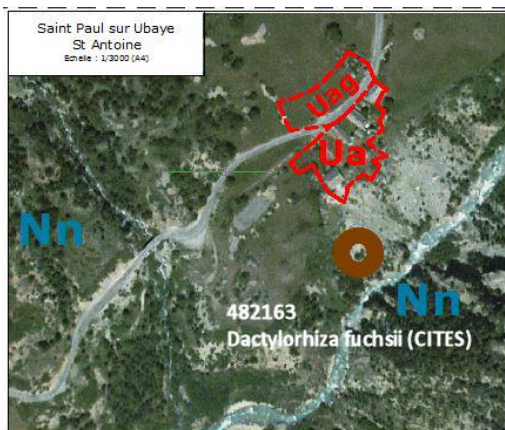 Saint Paul sur Ubaye
St Antoine
Echelle : 1/3000 (A4)
Uag
Ua
Nn
Nn
482163
Dactylorhiza fuchsii (CITES)